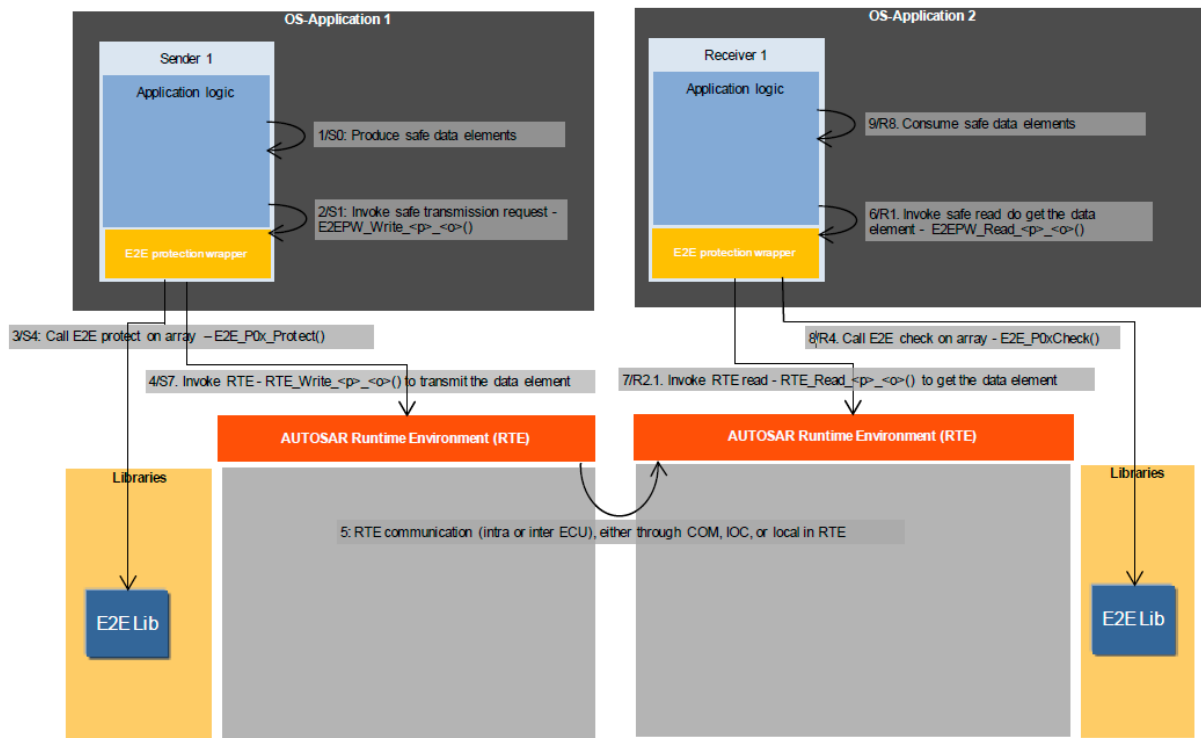 OS-Application 1
Sender 1
Application logic
1/S0: Produce safe data elements
2/S1: Invoke safe transmission request -
E2EPW_Write_<p>_<o>()
E2E protection wrapper
3/S4: Call E2E protect on array – E2E_P0x_Protect()
4/S7. Invoke RTE - RTE_Write_<p>_<o>() to transmit the data element
AUTOSAR Runtime Environment (RTE)
Libraries
E2E Lib
OS-Application 2
Receiver 1
Application logic
9/R8. Consume safe data elements
6/R1. Invoke safe read do get the data
element - E2EPW_Read_<p>_<o>()
E2E protection wrapper
8/R4. Call E2E check on array - E2E_P0xCheck()
7/R2.1. Invoke RTE read - RTE_Read_<p>_<o>() to get the data element
AUTOSAR Runtime Environment (RTE)
Libraries
E2E Lib
5: RTE communication (intra or inter ECU), either through COM, IOC, or local in RTE